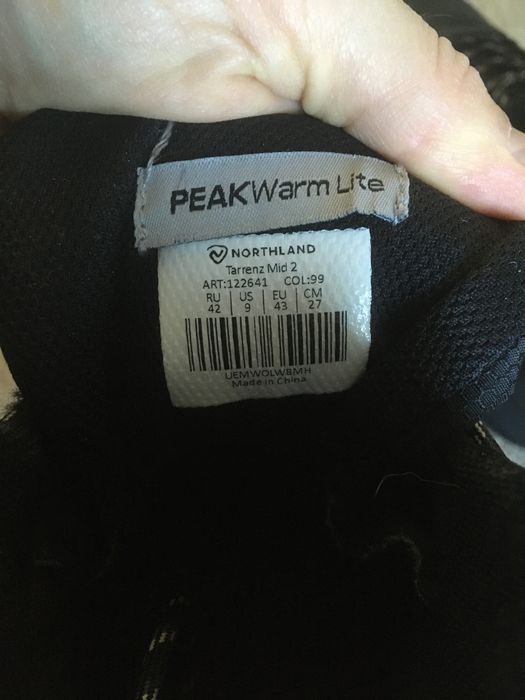 PEAKWarm Lite
NORTHLAND
Tarrenz Mid 2
ART:122641 COL:99
RU US EU CM
42 9 43 27
UEMWOLWBMH
Made in China